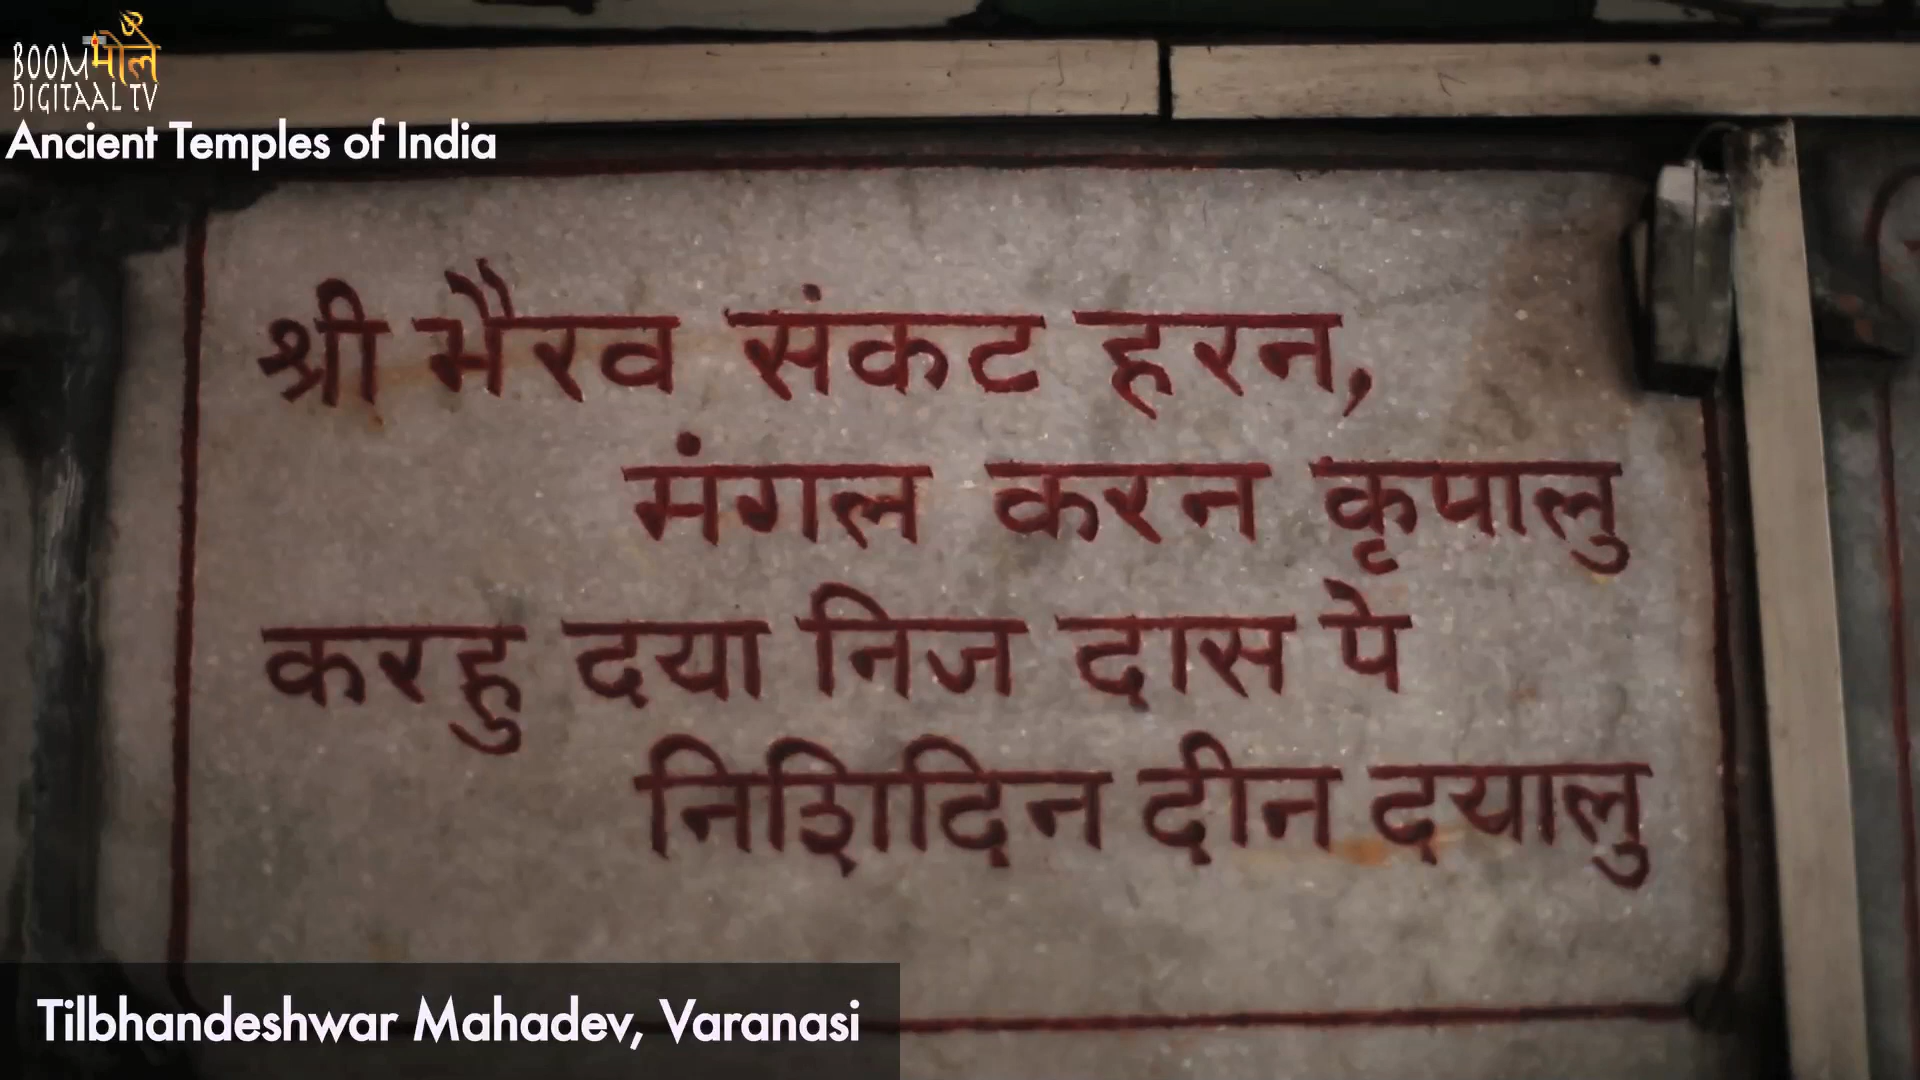 BOOM भोले
DIGITAAL TV
Ancient Temples of India
श्री भैरव संकट हरन,
मंगल करन कृपालु
करहु दया निज दास पे
निशिदिन दीन दयालु
Tilbhandeshwar Mahadev, Varanasi